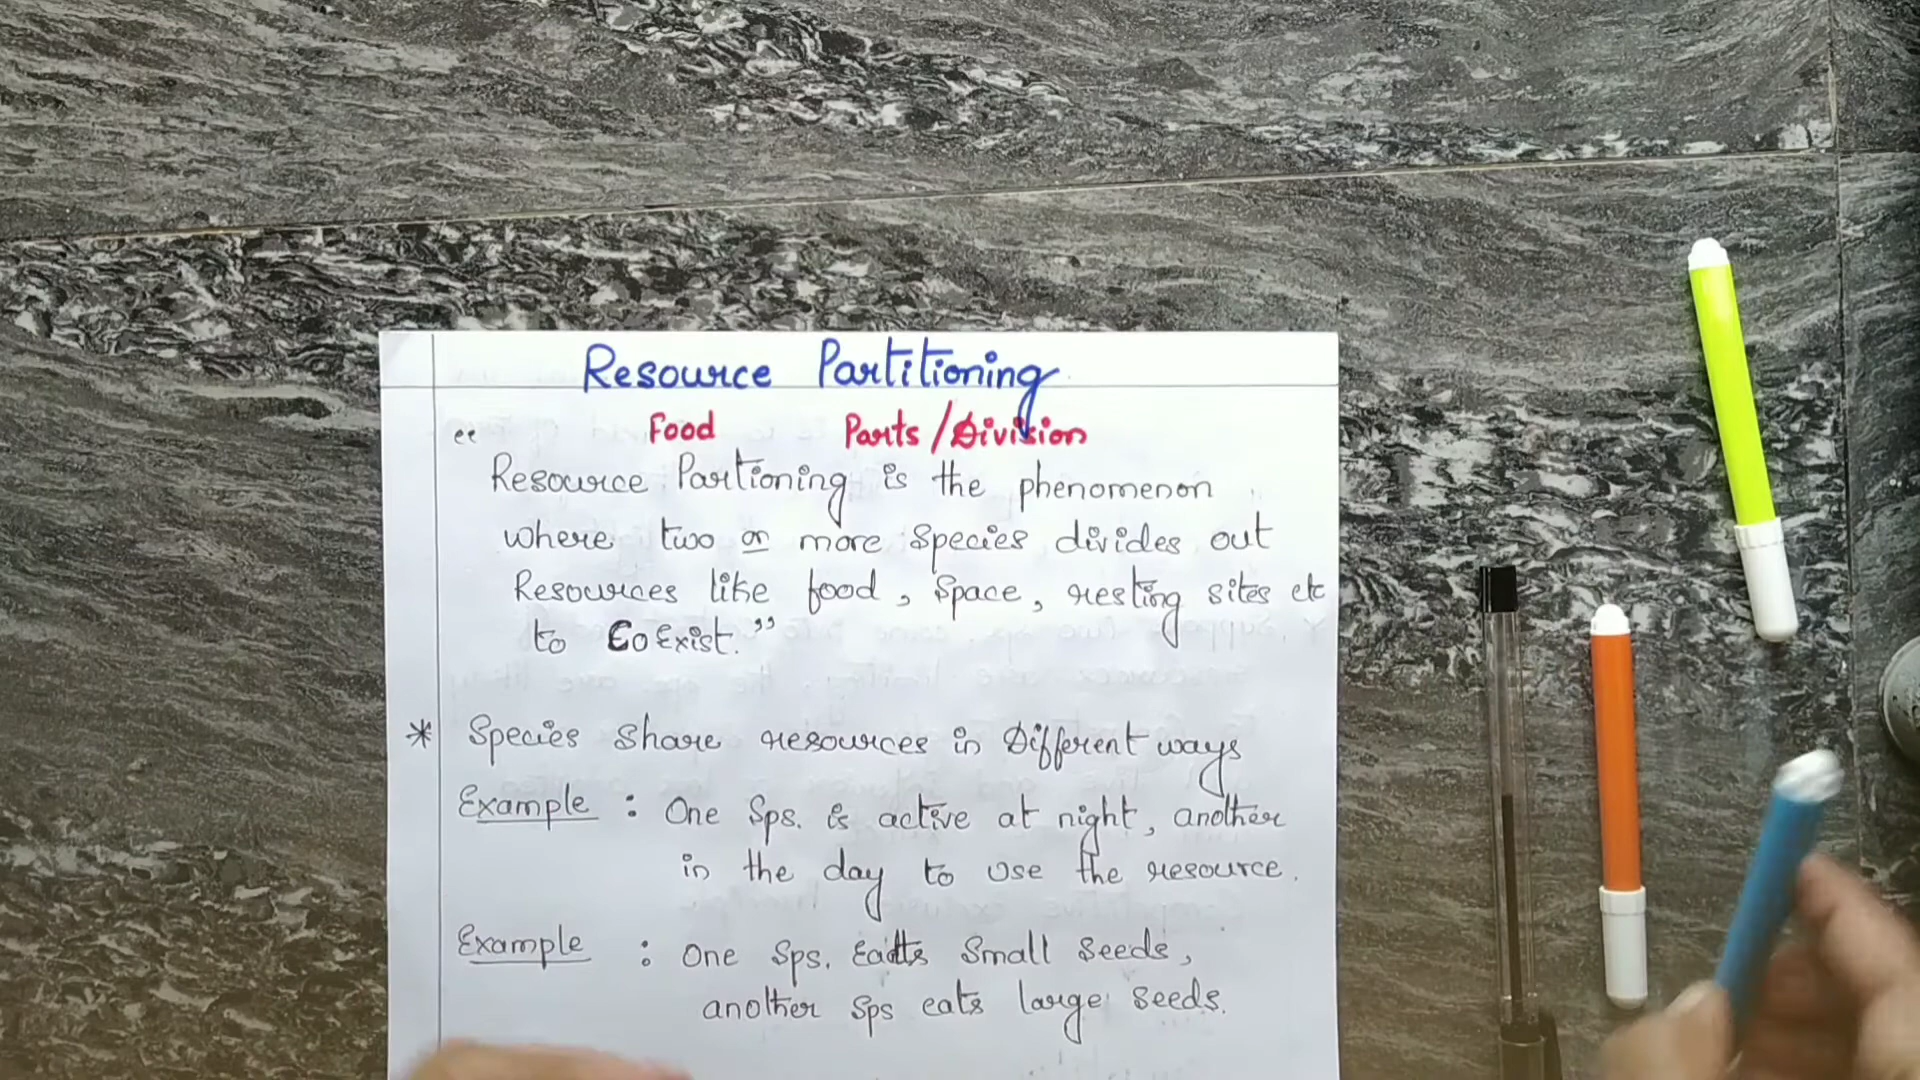 Resource Partitioning
Food Parts/Division
“Resource Partioning is the phenomenon
where two or more species divides out
Resources like food, space, resting sites etc
to CoExist.”
* Species share resources in Different ways
Example : One Sps. is active at night, another
in the day to use the resource.
Example : One Sps. Eats Small Seeds,
another Sps eats large seeds.